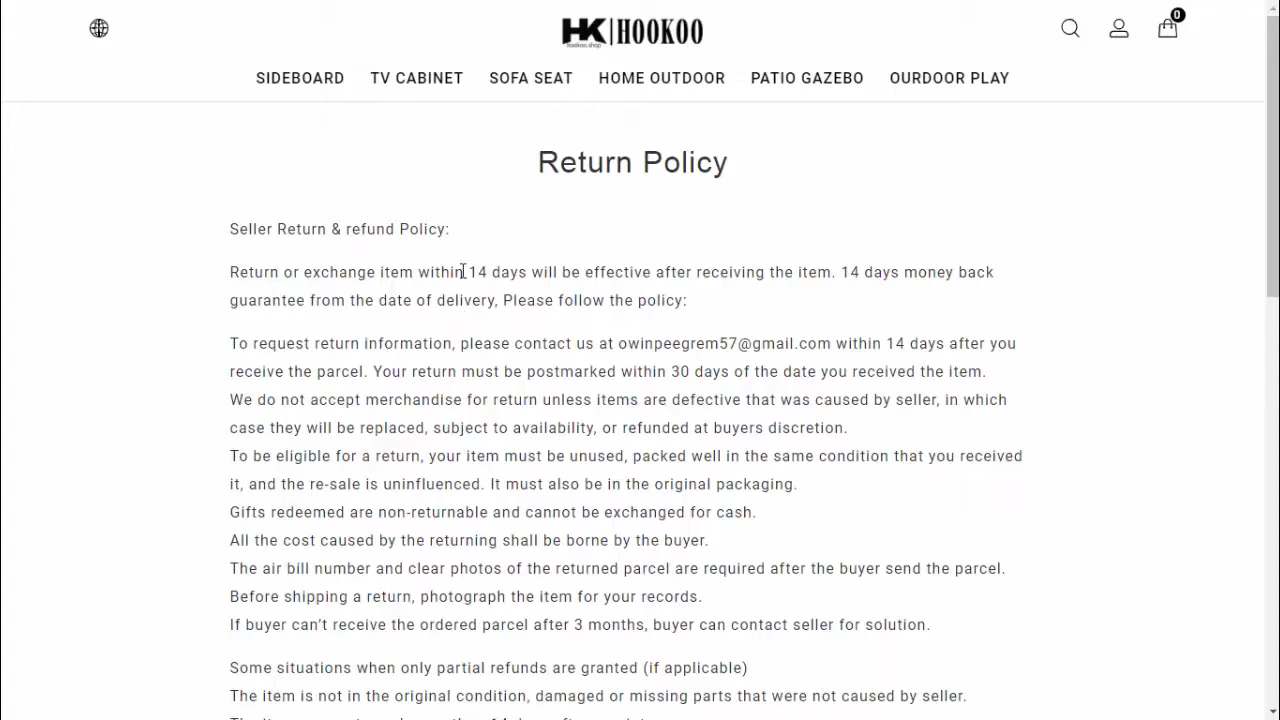 0
HK|HOOKOO
hookoo shop
SIDEBOARD TV CABINET SOFA SEAT HOME OUTDOOR PATIO GAZEBO OURDOOR PLAY
Return Policy
Seller Return & refund Policy:
Return or exchange item within 14 days will be effective after receiving the item. 14 days money back
guarantee from the date of delivery, Please follow the policy:
To request return information, please contact us at owinpeegrem57@gmail.com within 14 days after you
receive the parcel. Your return must be postmarked within 30 days of the date you received the item.
We do not accept merchandise for return unless items are defective that was caused by seller, in which
case they will be replaced, subject to availability, or refunded at buyers discretion.
To be eligible for a return, your item must be unused, packed well in the same condition that you received
it, and the re-sale is uninfluenced. It must also be in the original packaging.
Gifts redeemed are non-returnable and cannot be exchanged for cash.
All the cost caused by the returning shall be borne by the buyer.
The air bill number and clear photos of the returned parcel are required after the buyer send the parcel.
Before shipping a return, photograph the item for your records.
If buyer can't receive the ordered parcel after 3 months, buyer can contact seller for solution.
Some situations when only partial refunds are granted (if applicable)
The item is not in the original condition, damaged or missing parts that were not caused by seller.